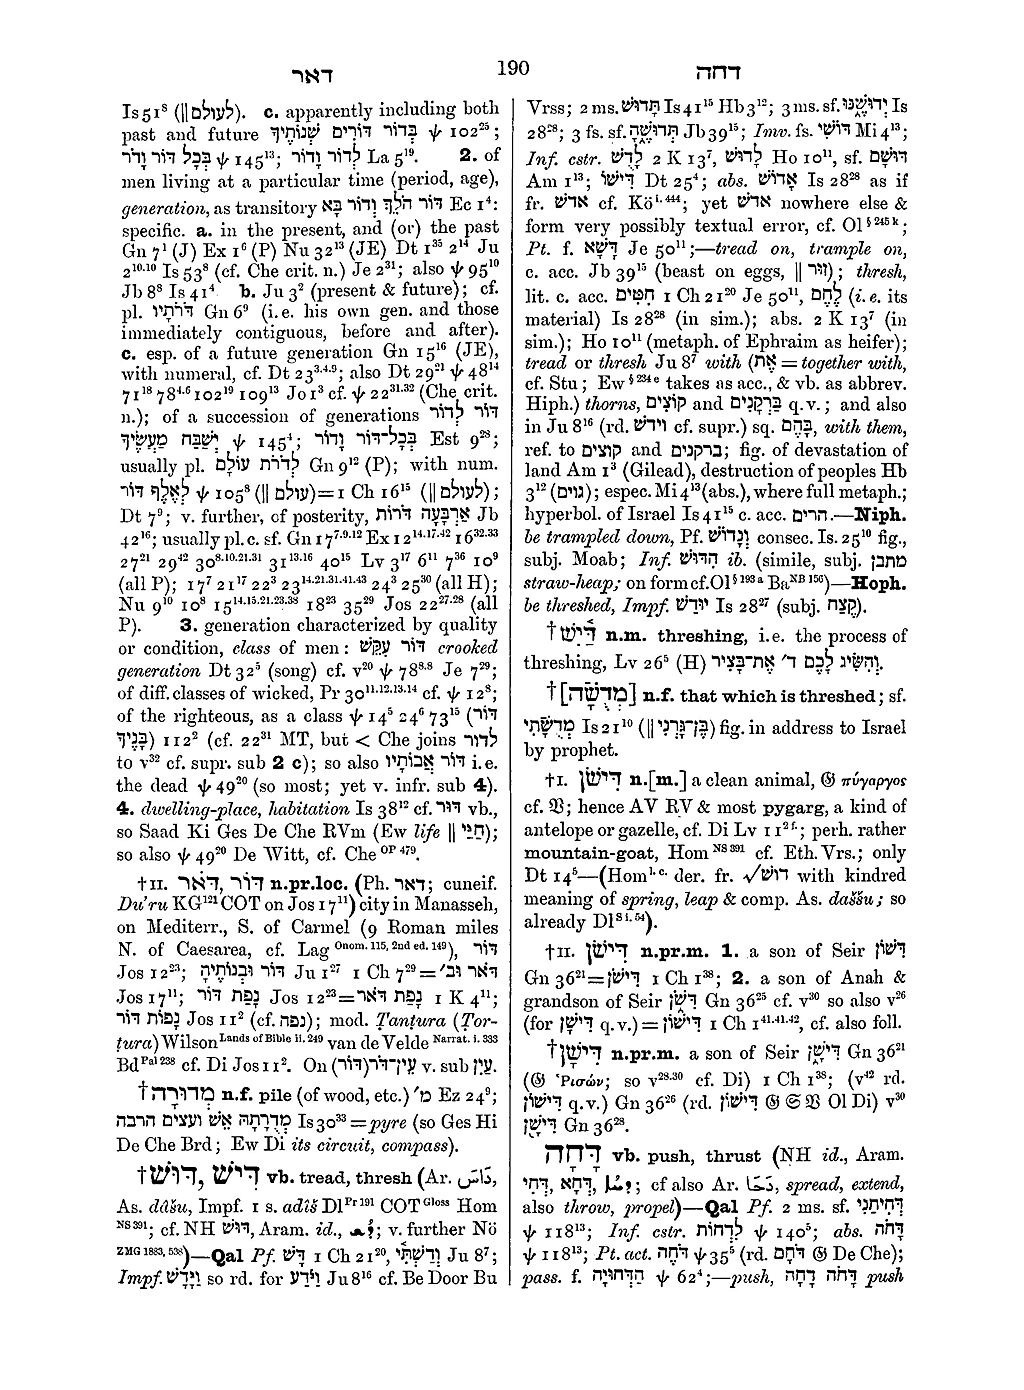 דאר
190
דחה
Is 51⁸ (‖ לעולם). c. apparently including both
past and future בְּדוֹר דּוֹרִים שְׁנוֹתֶיךָ ψ 102²⁵;
בְּכָל דּוֹר וָדֹר ψ 145¹³; לְדוֹר וָדוֹר La 5¹⁹. 2. of
men living at a particular time (period, age),
generation, as transitory דּוֹר הֹלֵךְ וְדוֹר בָּא Ec 1⁴:
specific. a. in the present, and (or) the past
Gn 7¹ (J) Ex 1⁶ (P) Nu 32¹³ (JE) Dt 1³⁵ 2¹⁴ Ju
2¹⁰·¹⁰ Is 53⁸ (cf. Che crit. n.) Je 2³¹; also ψ 95¹⁰
Jb 8⁸ Is 41⁴. b. Ju 3² (present & future); cf.
pl. דֹּרֹתָיו Gn 6⁹ (i.e. his own gen. and those
immediately contiguous, before and after).
c. esp. of a future generation Gn 15¹⁶ (JE),
with numeral, cf. Dt 23³·⁴·⁹; also Dt 29²¹ ψ 48¹⁴
71¹⁸ 78⁴·⁶ 102¹⁹ 109¹³ Jo 1³ cf. ψ 22³¹·³² (Che crit.
n.); of a succession of generations דּוֹר לְדוֹר
יְשַׁבַּח מַעֲשֶׂיךָ ψ 145⁴; בְּכָל־דּוֹר וָדוֹר Est 9²⁸;
usually pl. לְדֹרֹת עוֹלָם Gn 9¹² (P); with num.
לְאֶלֶף דּוֹר ψ 105⁸ (‖ עולם) = 1 Ch 16¹⁵ (‖ לעולם);
Dt 7⁹; v. further, of posterity, אַרְבָּעָה דֹרוֹת Jb
42¹⁶; usually pl. c. sf. Gn 17⁷·⁹·¹² Ex 12¹⁴·¹⁷·⁴² 16³²·³³
27²¹ 29⁴² 30⁸·¹⁰·²¹·³¹ 31¹³·¹⁶ 40¹⁵ Lv 3¹⁷ 6¹¹ 7³⁶ 10⁹
(all P); 17⁷ 21¹⁷ 22³ 23¹⁴·²¹·³¹·⁴¹·⁴³ 24³ 25³⁰ (all H);
Nu 9¹⁰ 10⁸ 15¹⁴·¹⁵·²¹·²³·³⁸ 18²³ 35²⁹ Jos 22²⁷·²⁸ (all
P). 3. generation characterized by quality
or condition, class of men: דּוֹר עִקֵּשׁ crooked
generation Dt 32⁵ (song) cf. v²⁰ ψ 78⁸·⁸ Je 7²⁹;
of diff. classes of wicked, Pr 30¹¹·¹²·¹³·¹⁴ cf. ψ 12⁸;
of the righteous, as a class ψ 14⁵ 24⁶ 73¹⁵ (דּוֹר
בָּנֶיךָ) 112² (cf. 22³¹ MT, but < Che joins לדור
to v³² cf. supr. sub 2 c); so also דּוֹר אֲבוֹתָיו i.e.
the dead ψ 49²⁰ (so most; yet v. infr. sub 4).
4. dwelling-place, habitation Is 38¹² cf. דּוּר vb.,
so Saad Ki Ges De Che RVm (Ew life ‖ חַיַּי);
so also ψ 49²⁰ De Witt, cf. Che OP 479.
†II. דֹּאר, דּוֹר n.pr.loc. (Ph. דאר; cuneif.
Du'ru KG¹²¹ COT on Jos 17¹¹) city in Manasseh,
on Mediterr., S. of Carmel (9 Roman miles
N. of Caesarea, cf. Lag Onom. 115, 2nd ed. 149), דּוֹר
Jos 12²³; דּוֹר וּבְנוֹתֶיהָ Ju 1²⁷ 1 Ch 7²⁹ = דֹּאר וּב׳
Jos 17¹¹; נָפַת דּוֹר Jos 12²³ = נָפַת דֹּאר 1 K 4¹¹;
נָפוֹת דּוֹר Jos 11² (cf. נפה); mod. Ṭanṭura (Tor-
ṭura) Wilson Lands of Bible ii. 249 van de Velde Narrat. i. 333
Bd Pal 238 cf. Di Jos 11². On עֵין־דֹּר(דּוֹר) v. sub עַיִן.
†מְדוּרָה n.f. pile (of wood, etc.) מ׳ Ez 24⁹;
מְדֻרָתָהּ אֵשׁ ועצים הרבה Is 30³³ = pyre (so Ges Hi
De Che Brd; Ew Di its circuit, compass).
†דּוּשׁ, דִּישׁ vb. tread, thresh (Ar. دَاسَ,
As. dâšu, Impf. 1 s. adîš Dl Pr 191 COT Gloss Hom
NS 391; cf. NH דּוּשׁ, Aram. id., ; v. further Nö
ZMG 1883, 538)—Qal Pf. דָּשׁ 1 Ch 21²⁰, וְדַשְׁתִּי Ju 8⁷;
Impf. וַיָּדָשׁ so rd. for וַיֹּדַע Ju 8¹⁶ cf. Be Door Bu
Vrss; 2 ms. תָּדוּשׁ Is 41¹⁵ Hb 3¹²; 3 ms. sf. יְדוּשֶׁנּוּ Is
28²⁸; 3 fs. sf. תְּדוּשֶׁהָ Jb 39¹⁵; Imv. fs. דּוֹשִׁי Mi 4¹³;
Inf. cstr. לָדֻשׁ 2 K 13⁷, לָדוּשׁ Ho 10¹¹, sf. דּוּשָׁם
Am 1¹³; דִּישׁוֹ Dt 25⁴; abs. אָדוֹשׁ Is 28²⁸ as if
fr. אדשׁ cf. Kö i. 444; yet אדשׁ nowhere else &
form very possibly textual error, cf. Ol § 245 k;
Pt. f. דָּשָׁא Je 50¹¹;—tread on, trample on,
c. acc. Jb 39¹⁵ (beast on eggs, ‖ זוּר); thresh,
lit. c. acc. חִטִּים 1 Ch 21²⁰ Je 50¹¹, לֶחֶם (i.e. its
material) Is 28²⁸ (in sim.); abs. 2 K 13⁷ (in
sim.); Ho 10¹¹ (metaph. of Ephraim as heifer);
tread or thresh Ju 8⁷ with (אֵת = together with,
cf. Stu; Ew § 234 e takes as acc., & vb. as abbrev.
Hiph.) thorns, קוֹצִים and בַּרְקֳנִים q.v.; and also
in Ju 8¹⁶ (rd. וידשׁ cf. supr.) sq. בָּהֶם, with them,
ref. to קוצים and ברקנים; fig. of devastation of
land Am 1³ (Gilead), destruction of peoples Hb
3¹² (גוים); espec. Mi 4¹³ (abs.), where full metaph.;
hyperbol. of Israel Is 41¹⁵ c. acc. הרים.—Niph.
be trampled down, Pf. וְנָדוֹשׁ consec. Is. 25¹⁰ fig.,
subj. Moab; Inf. הִדּוּשׁ ib. (simile, subj. מתבן
straw-heap; on form cf. Ol § 193 a Ba NB 156)—Hoph.
be threshed, Impf. יוּדַשׁ Is 28²⁷ (subj. קֶצַח).
†דַּיִשׁ n.m. threshing, i.e. the process of
threshing, Lv 26⁵ (H) וְהִשִּׂיג לָכֶם ד׳ אֶת־בָּצִיר.
†[מְדֻשָׁה] n.f. that which is threshed; sf.
מְדֻשָׁתִי Is 21¹⁰ (‖ בֶּן־גָּרְנִי) fig. in address to Israel
by prophet.
†I. דִּישֹׁן n.[m.] a clean animal, 𝔊 πύγαργος
cf. 𝔙; hence AV RV & most pygarg, a kind of
antelope or gazelle, cf. Di Lv 11² ᶠ·; perh. rather
mountain-goat, Hom NS 391 cf. Eth. Vrs.; only
Dt 14⁵—(Hom l. c. der. fr. √דושׁ with kindred
meaning of spring, leap & comp. As. daššu; so
already Dl S i. 54).
†II. דִּישֹׁן n.pr.m. 1. a son of Seir דִּשׁוֹן
Gn 36²¹ = דִּישֹׁן 1 Ch 1³⁸; 2. a son of Anah &
grandson of Seir דִּשֹׁן Gn 36²⁵ cf. v³⁰ so also v²⁶
(for דִּישָׁן q.v.) = דִּישׁוֹן 1 Ch 1⁴¹·⁴¹·⁴², cf. also foll.
†דִּישָׁן n.pr.m. a son of Seir דִּישָׁן Gn 36²¹
(𝔊 Ῥισών; so v²⁸·³⁰ cf. Di) 1 Ch 1³⁸; (v⁴² rd.
דִּישׁוֹן q.v.) Gn 36²⁶ (rd. דִּישׁוֹן 𝔊 𝔖 𝔙 Ol Di) v³⁰
דִּישָׁן Gn 36²⁸.
דָּחָה vb. push, thrust (NH id., Aram.
דְּחָא, דְּחִי, ; cf also Ar. دَحَا, spread, extend,
also throw, propel)—Qal Pf. 2 ms. sf. דְּחִיתַנִי
ψ 118¹³; Inf. cstr. לִדְחוֹת ψ 140⁵; abs. דָּחֹה
ψ 118¹³; Pt. act. דֹּחֶה ψ 35⁵ (rd. דֹּחָם 𝔊 De Che);
pass. f. הַדְּחוּיָה ψ 62⁴;—push, דָּחֹה דָחָה push